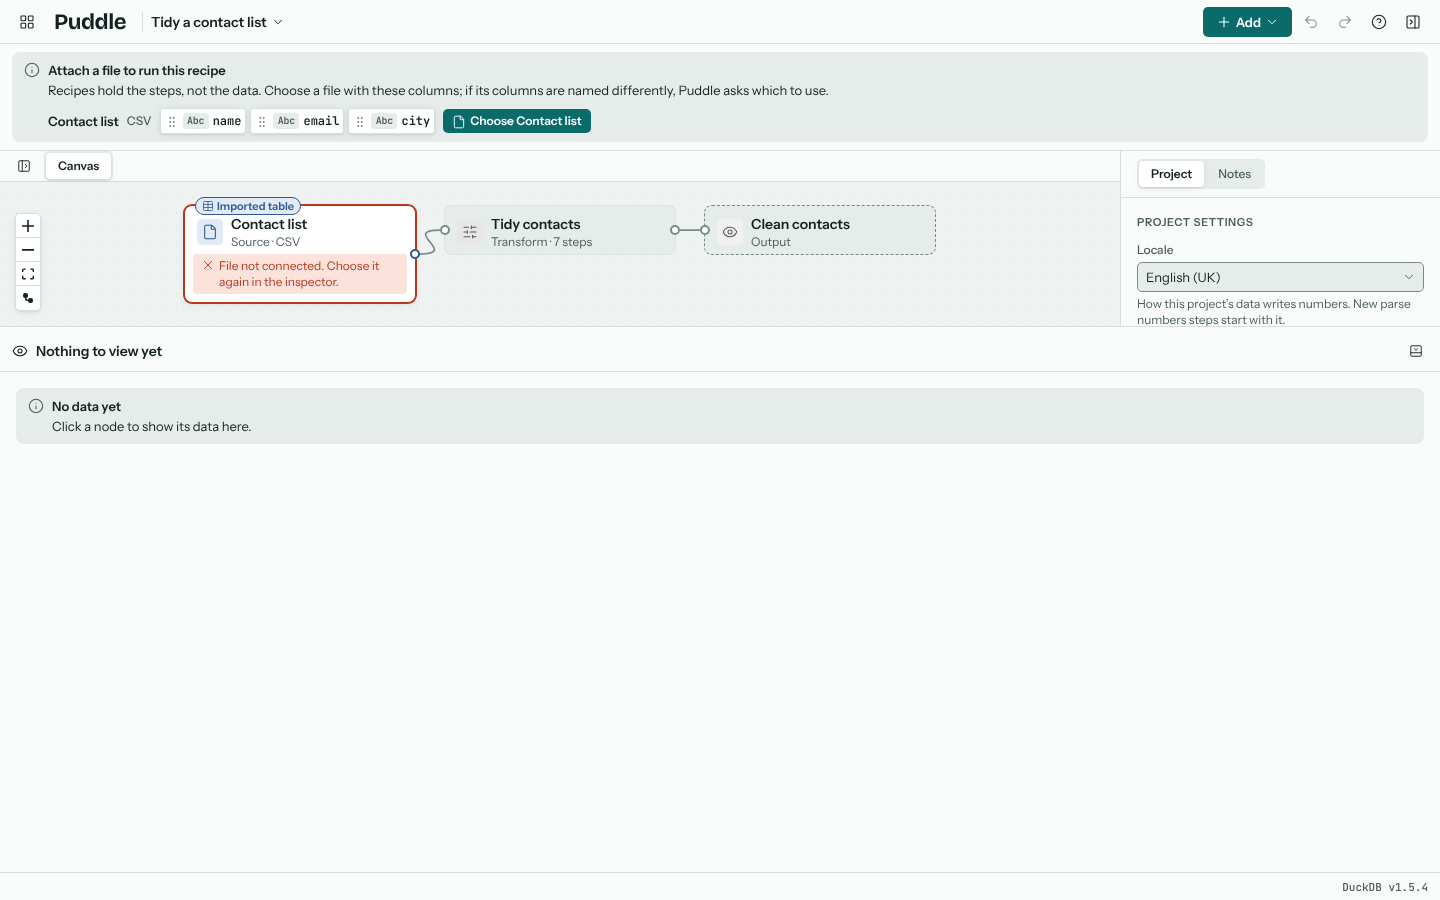 Puddle
Tidy a contact list
Add
Attach a file to run this recipe
Recipes hold the steps, not the data. Choose a file with these columns; if its columns are named differently, Puddle asks which to use.
Contact list CSV Abc name Abc email Abc city Choose Contact list
Canvas
Project Notes
Imported table
Contact list
Source · CSV
File not connected. Choose it
again in the inspector.
Tidy contacts
Transform · 7 steps
Clean contacts
Output
PROJECT SETTINGS
Locale
English (UK)
How this project's data writes numbers. New parse
numbers steps start with it.
Nothing to view yet
No data yet
Click a node to show its data here.
DuckDB v1.5.4